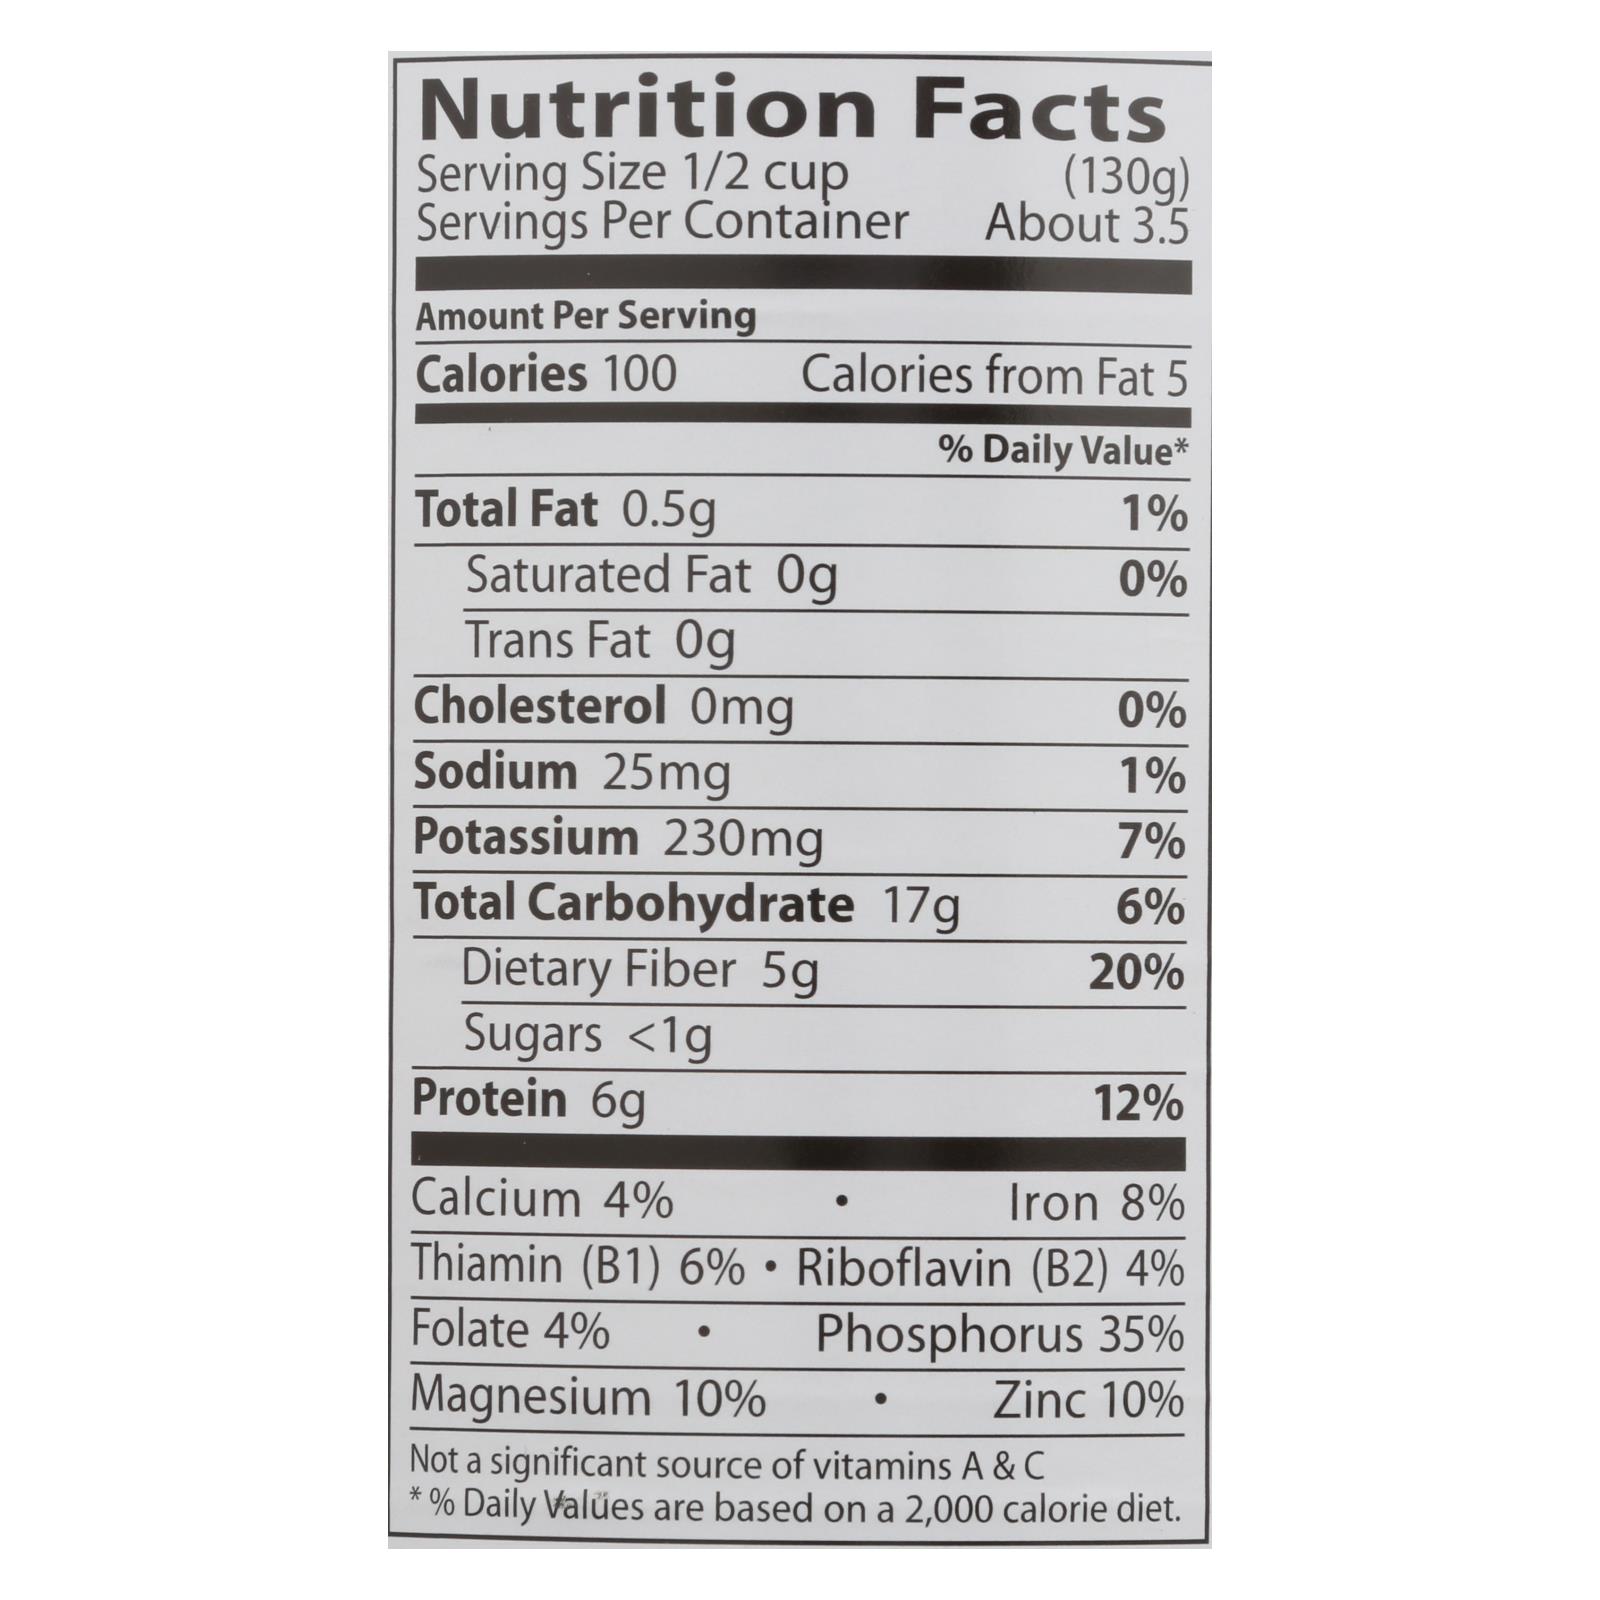 Nutrition Facts
Serving Size 1/2 cup (130g)
Servings Per Container About 3.5
Amount Per Serving
Calories 100 Calories from Fat 5
% Daily Value*
Total Fat 0.5g 1%
Saturated Fat 0g 0%
Trans Fat 0g
Cholesterol 0mg 0%
Sodium 25mg 1%
Potassium 230mg 7%
Total Carbohydrate 17g 6%
Dietary Fiber 5g 20%
Sugars <1g
Protein 6g 12%
Calcium 4% • Iron 8%
Thiamin (B1) 6% • Riboflavin (B2) 4%
Folate 4% • Phosphorus 35%
Magnesium 10% • Zinc 10%
Not a significant source of vitamins A & C
* % Daily Values are based on a 2,000 calorie diet.